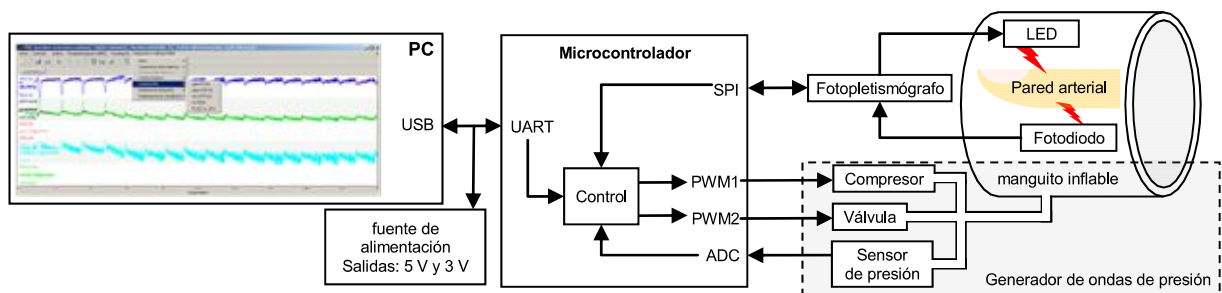 PC
USB
fuente de
alimentación
Salidas: 5 V y 3 V
Microcontrolador
UART
SPI
Control
PWM1
PWM2
ADC
Fotopletismógrafo
LED
Pared arterial
Fotodiodo
manguito inflable
Compresor
Válvula
Sensor
de presión
Generador de ondas de presión